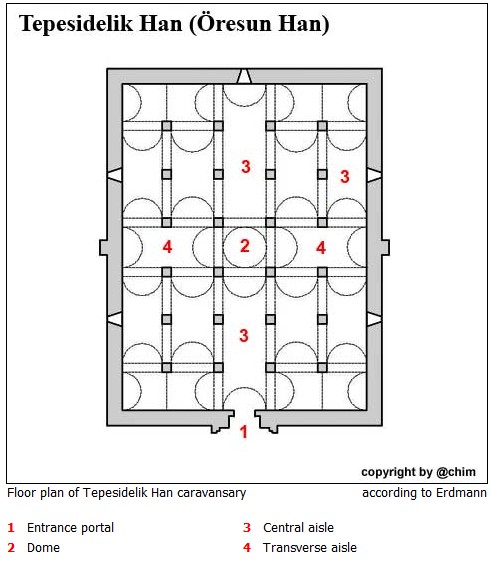 Tepesidelik Han (Öresun Han)
3
3
4
2
4
3
1
copyright by @chim
Floor plan of Tepesidelik Han caravansary according to Erdmann
1 Entrance portal 3 Central aisle
2 Dome 4 Transverse aisle